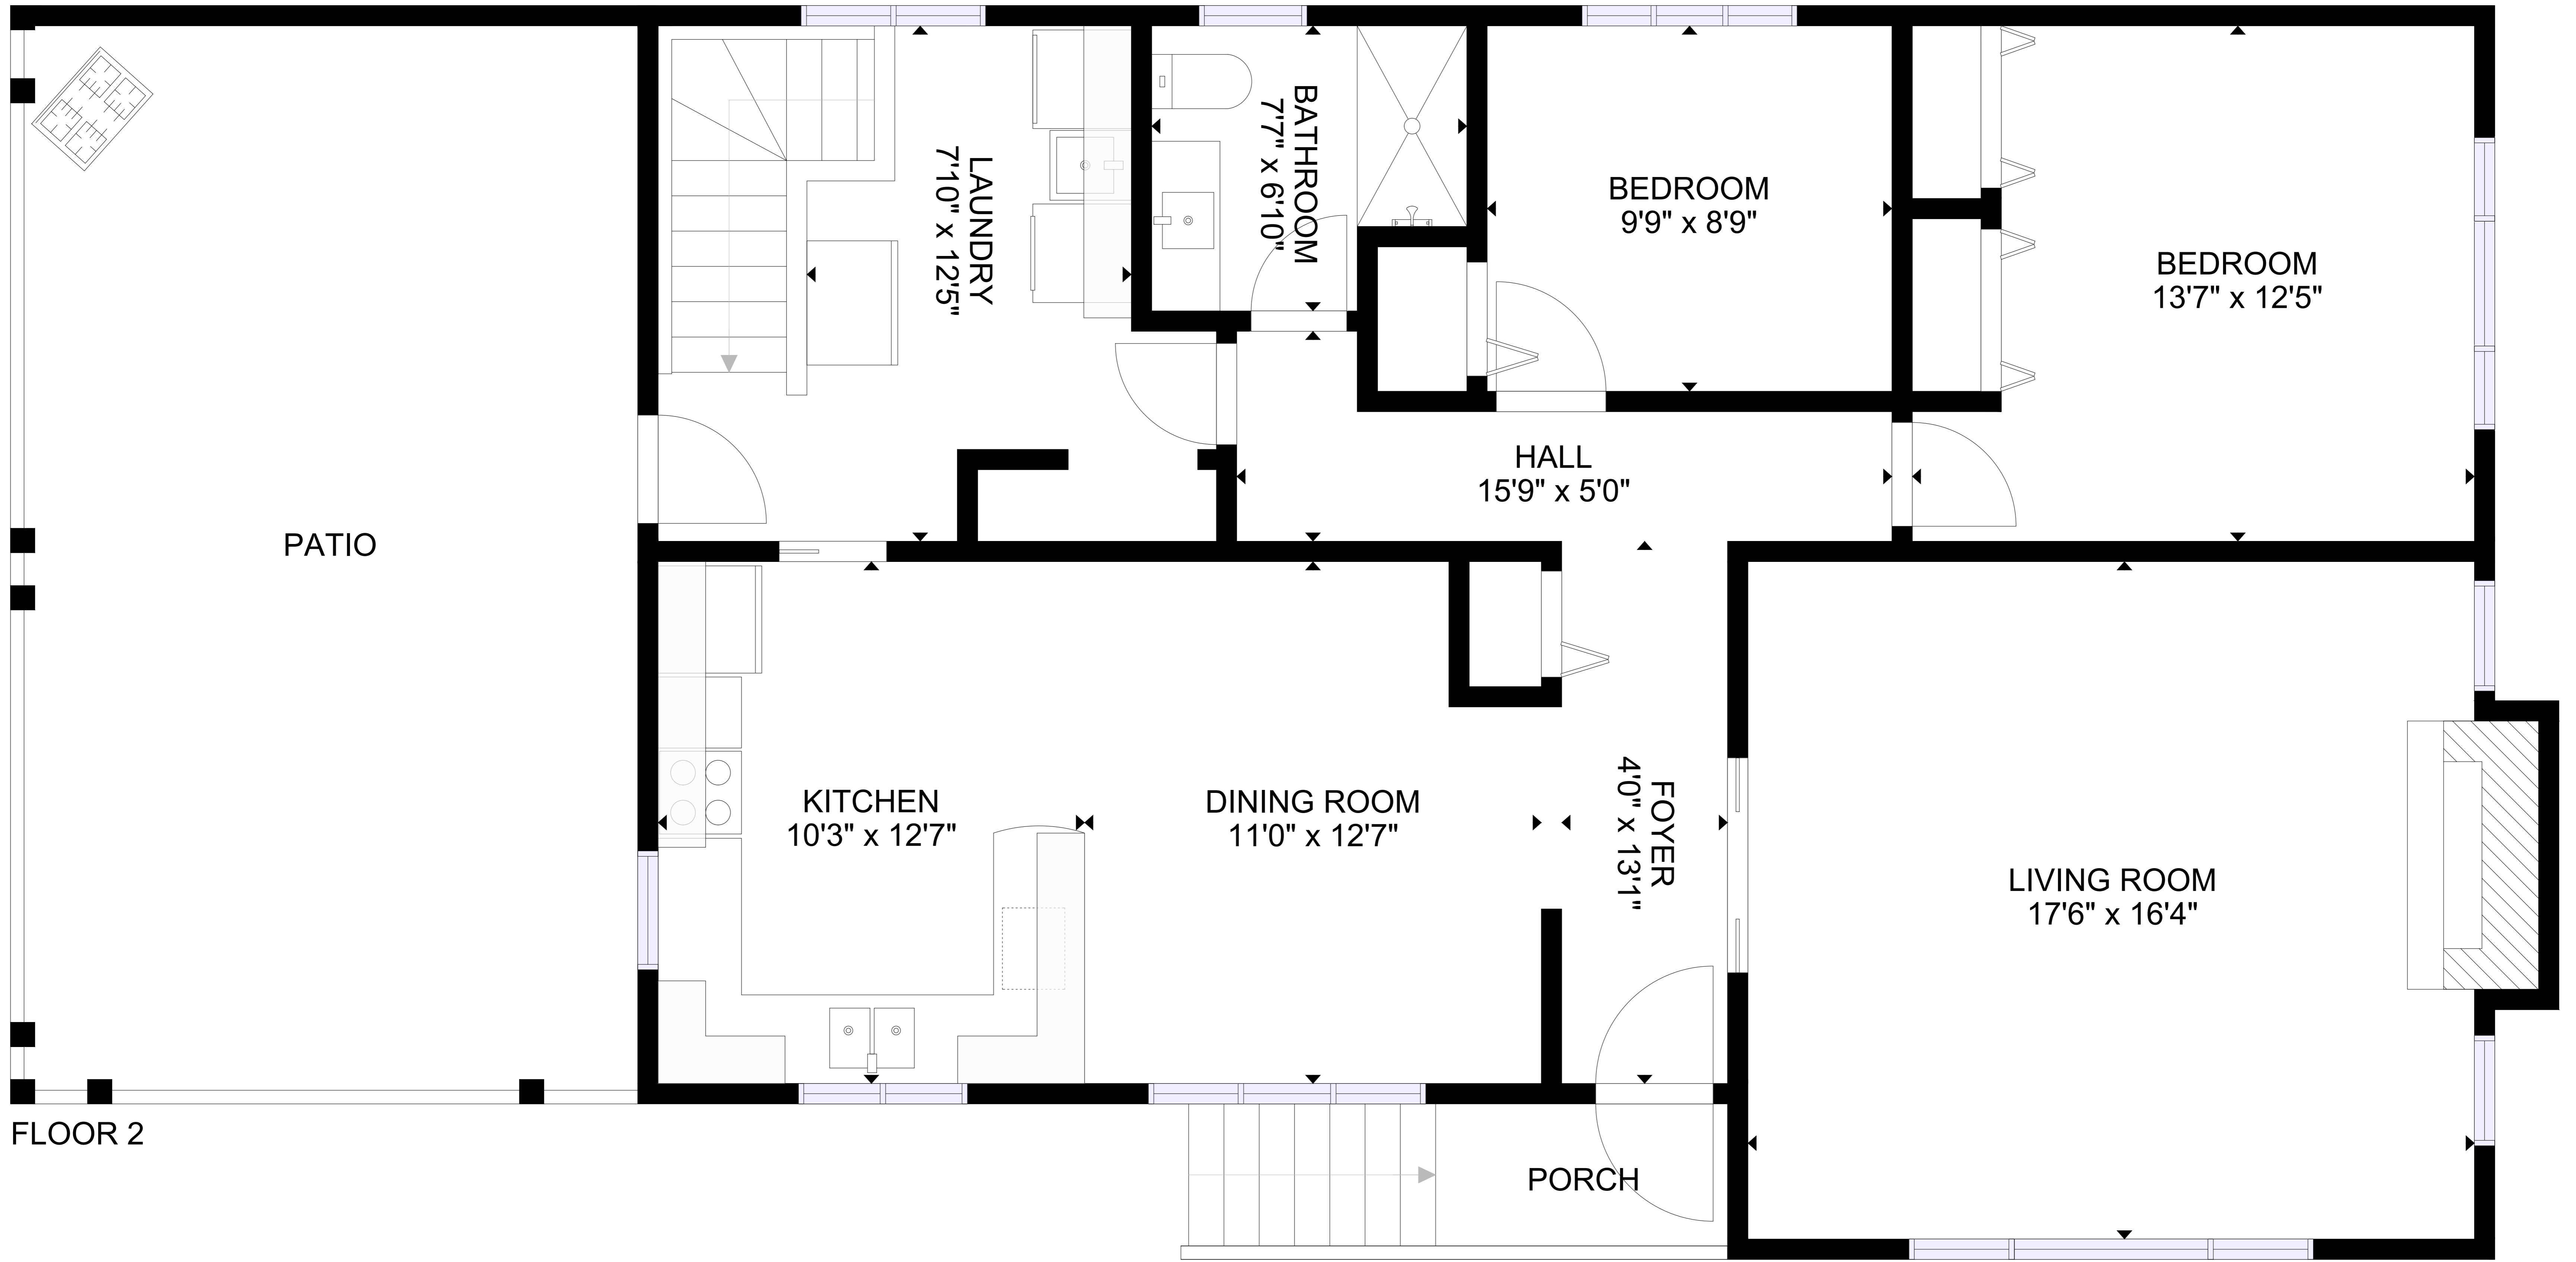 LAUNDRY
7'10" x 12'5"
BATHROOM
7'7" x 6'10"
BEDROOM
9'9" x 8'9"
BEDROOM
13'7" x 12'5"
HALL
15'9" x 5'0"
PATIO
KITCHEN
10'3" x 12'7"
DINING ROOM
11'0" x 12'7"
FOYER
4'0" x 13'1"
LIVING ROOM
17'6" x 16'4"
FLOOR 2
PORCH